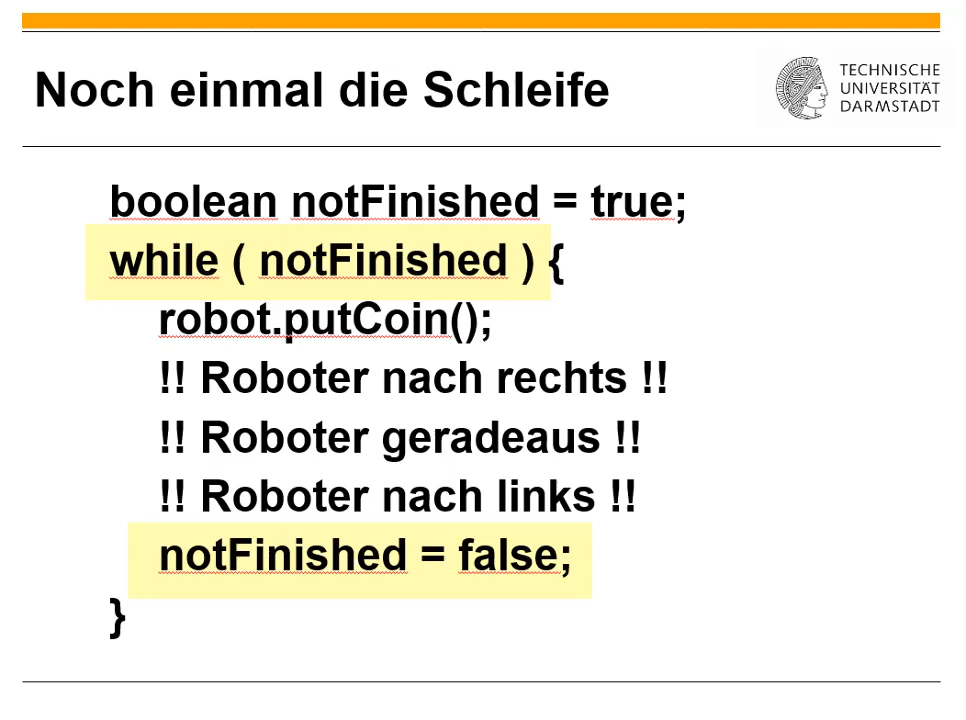 Noch einmal die Schleife
TECHNISCHE
UNIVERSITÄT
DARMSTADT
boolean notFinished = true;
while ( notFinished ) {
robot.putCoin();
!! Roboter nach rechts !!
!! Roboter geradeaus !!
!! Roboter nach links !!
notFinished = false;
}